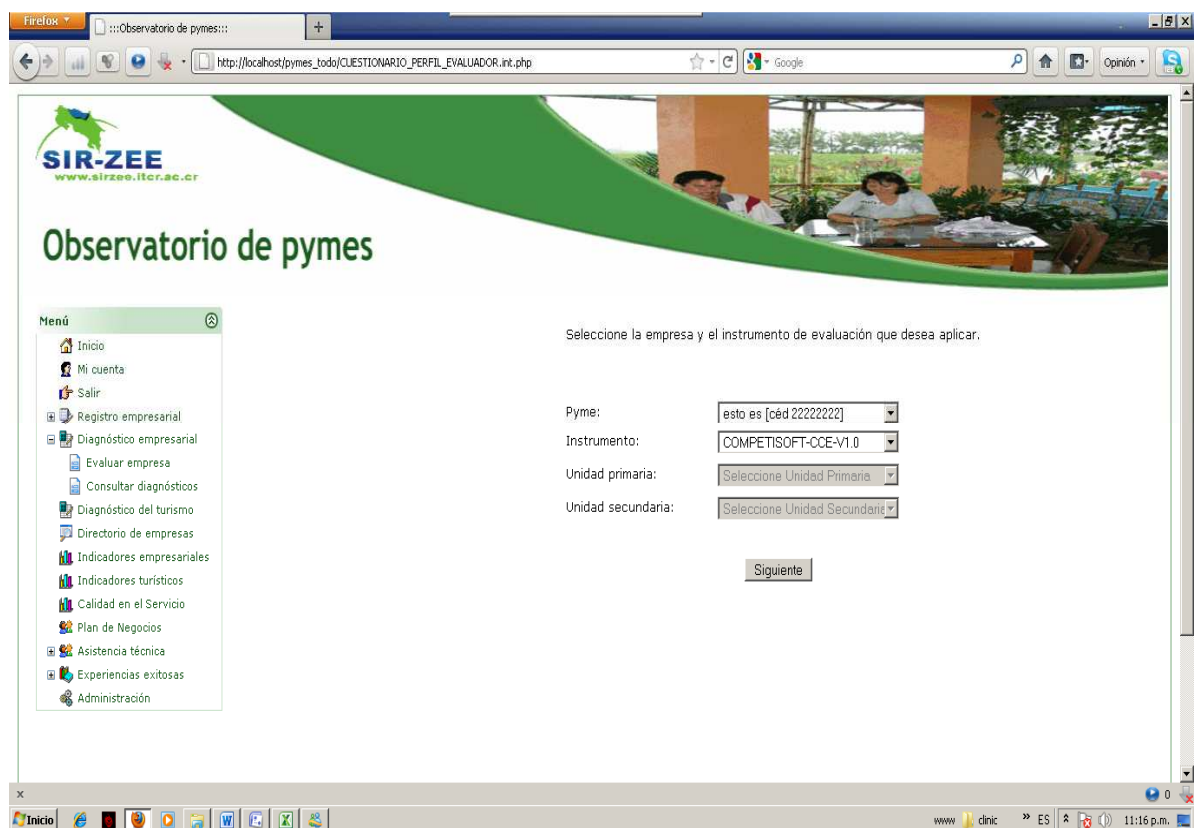 Firefox
:::Observatorio de pymes:::
http://localhost/pymes_todo/CUESTIONARIO_PERFIL_EVALUADOR.int.php
Google
Opinión
SIR-ZEE
www.sirzee.itcr.ac.cr
Observatorio de pymes
Menú
Inicio
Mi cuenta
Salir
Registro empresarial
Diagnóstico empresarial
Evaluar empresa
Consultar diagnósticos
Diagnóstico del turismo
Directorio de empresas
Indicadores empresariales
Indicadores turísticos
Calidad en el Servicio
Plan de Negocios
Asistencia técnica
Experiencias exitosas
Administración
Seleccione la empresa y el instrumento de evaluación que desea aplicar.
Pyme: esto es [céd 22222222]
Instrumento: COMPETISOFT-CCE-V1.0
Unidad primaria: Seleccione Unidad Primaria
Unidad secundaria: Seleccione Unidad Secundaria
Siguiente
x 0
Inicio www clinic » ES 11:16 p.m.